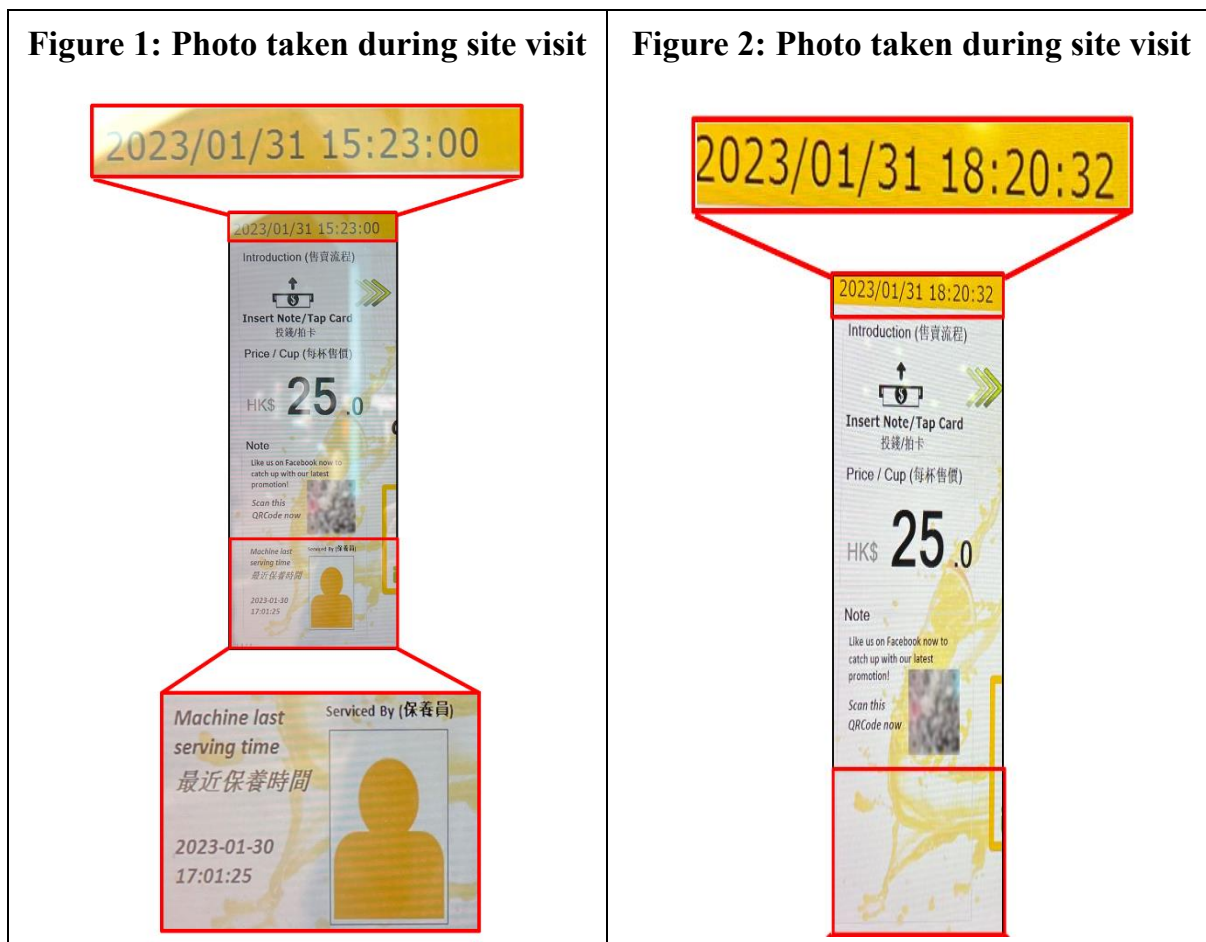 Figure 1: Photo taken during site visit
2023/01/31 15:23:00
2023/01/31 15:23:00
Introduction (售賣流程)
Insert Note/Tap Card
投錢/拍卡
Price / Cup (每杯售價)
HK$ 25.0
Note
Like us on Facebook now to
catch up with our latest
promotion!
Scan this
QRCode now
Machine last
serving time
最近保養時間
2023-01-30
17:01:25
Serviced By (保養員)
Machine last
serving time
最近保養時間
2023-01-30
17:01:25
Serviced By (保養員)
Figure 2: Photo taken during site visit
2023/01/31 18:20:32
2023/01/31 18:20:32
Introduction (售賣流程)
Insert Note/Tap Card
投錢/拍卡
Price / Cup (每杯售價)
HK$ 25.0
Note
Like us on Facebook now to
catch up with our latest
promotion!
Scan this
QRCode now